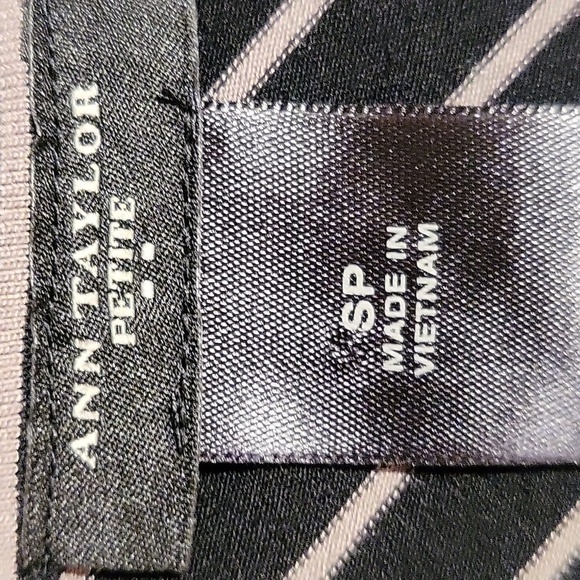 ANN TAYLOR
PETITE
SP
MADE IN
VIETNAM